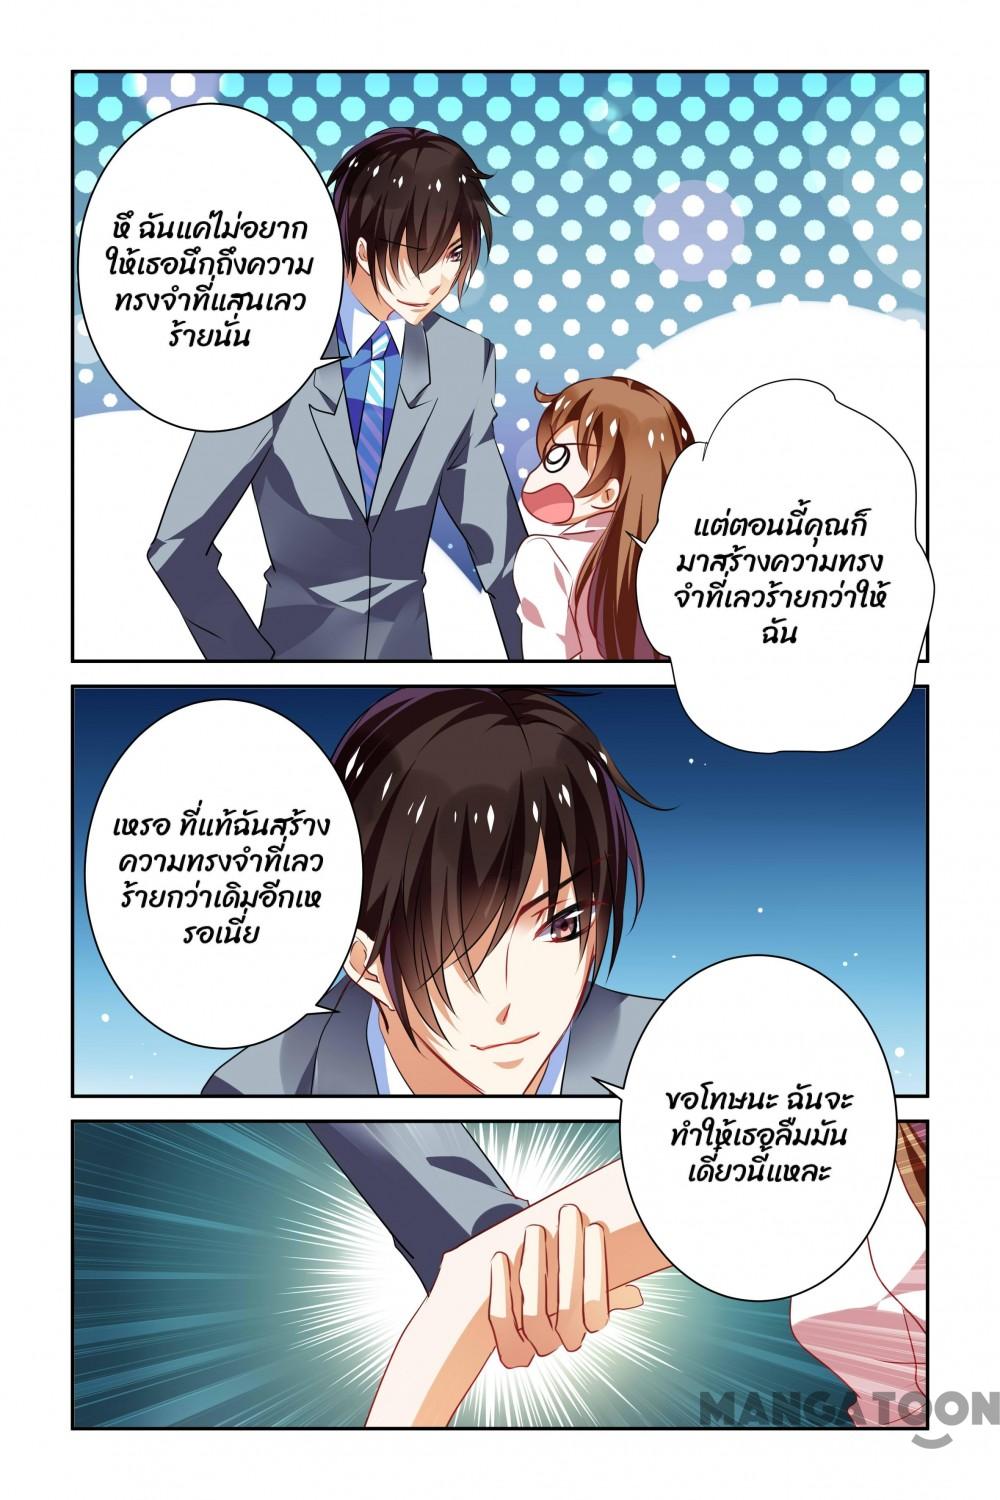 หึ ฉันแค่ไม่อยาก
ให้เธอนึกถึงความ
ทรงจำที่แสนเลว
ร้ายนั่น
แต่ตอนนี้คุณก็
มาสร้างความทรง
จำที่เลวร้ายกว่าให้
ฉัน
เหรอ ที่แท้ฉันสร้าง
ความทรงจำที่เลว
ร้ายกว่าเดิมอีกเห
รอเนี่ย
ขอโทษนะ ฉันจะ
ทำให้เธอลืมมัน
เดี๋ยวนี้แหละ
MANGATOON